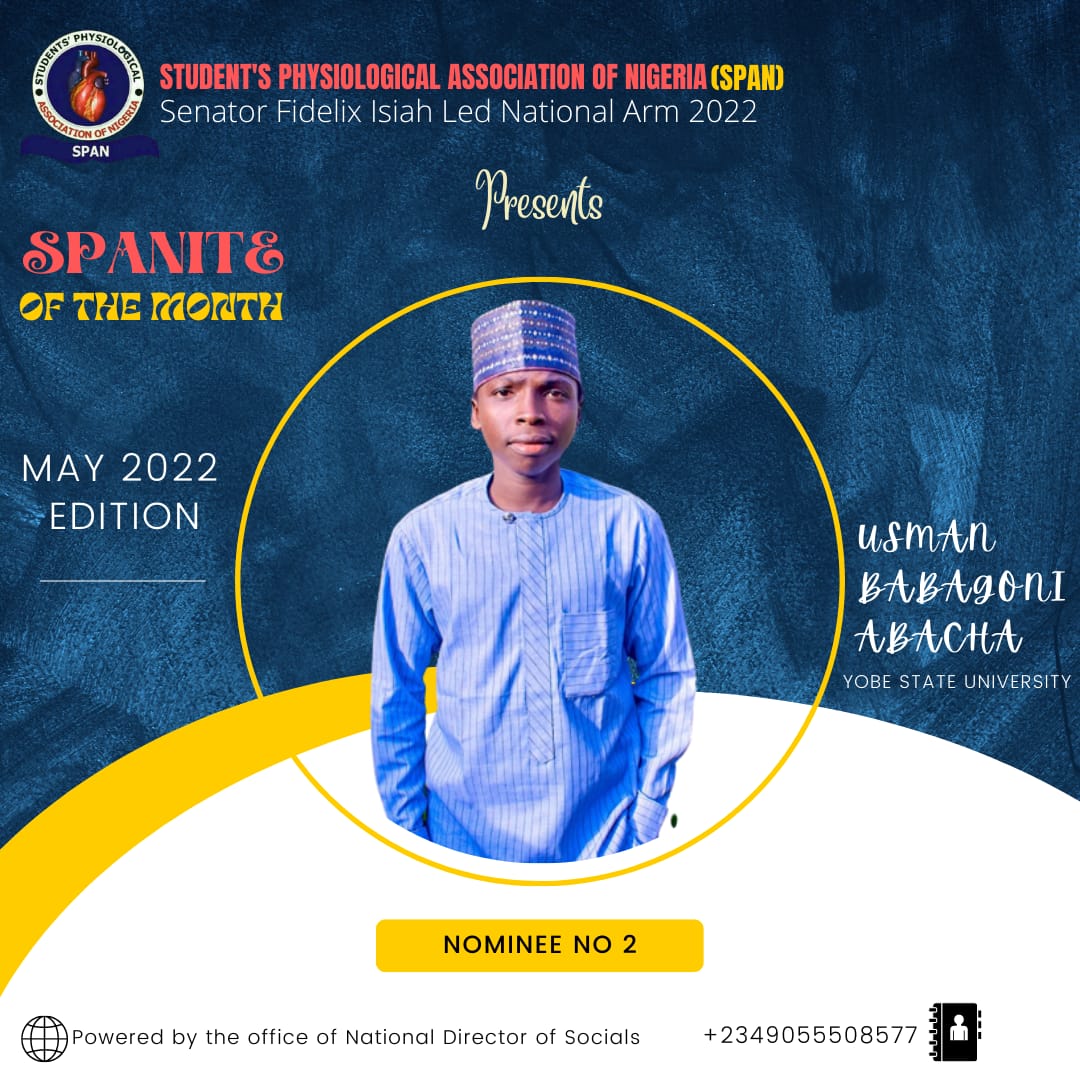 STUDENTS' PHYSIOLOGICAL
ASSOCIATION OF NIGERIA
SPAN
STUDENT'S PHYSIOLOGICAL ASSOCIATION OF NIGERIA (SPAN)
Senator Fidelix Isiah Led National Arm 2022
Presents
SPANITE
OF THE MONTH
MAY 2022
EDITION
USMAN
BABAGONI
ABACHA
YOBE STATE UNIVERSITY
NOMINEE NO 2
Powered by the office of National Director of Socials
+2349055508577